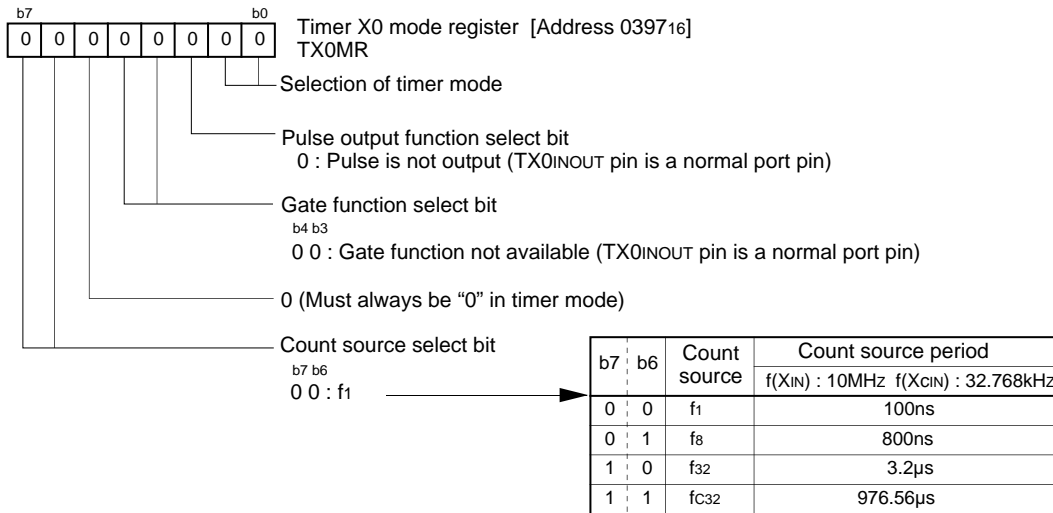 b7 b0
0 0 0 0 0 0 0 0
Timer X0 mode register [Address 039716]
TX0MR
Selection of timer mode
Pulse output function select bit
0 : Pulse is not output (TX0INOUT pin is a normal port pin)
Gate function select bit
b4 b3
0 0 : Gate function not available (TX0INOUT pin is a normal port pin)
0 (Must always be “0” in timer mode)
Count source select bit
b7 b6
0 0 : f1
b7 b6 Count source Count source period
f(XIN) : 10MHz f(XCIN) : 32.768kHz
0 0 f1 100ns
0 1 f8 800ns
1 0 f32 3.2µs
1 1 fC32 976.56µs